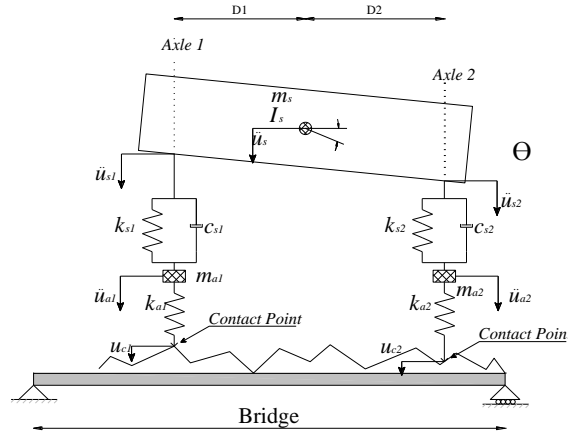 D1 D2
Axle 1
Axle 2
m_s
I_s
ü_s
Θ
ü_s1
ü_s2
k_s1 c_s1
k_s2 c_s2
ü_a1 m_a1
m_a2 ü_a2
k_a1
k_a2
Contact Point
u_c1
u_c2
Contact Poin
Bridge